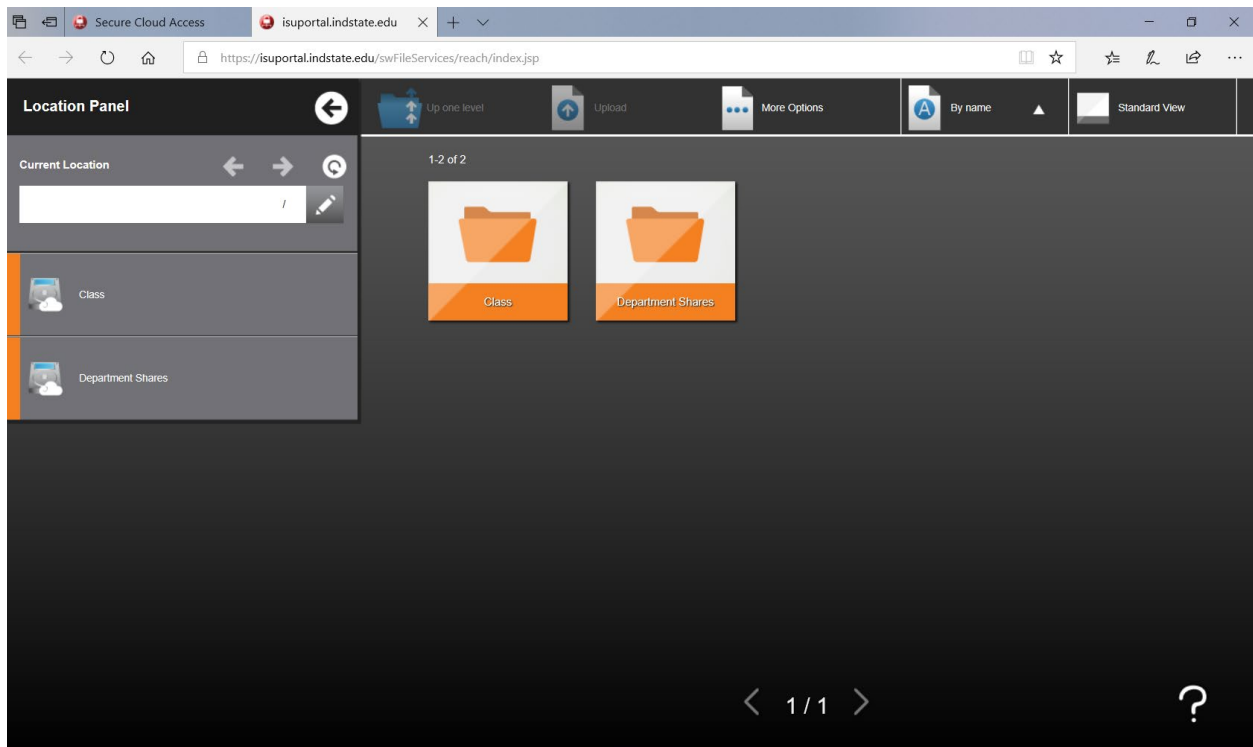 Secure Cloud Access
isuportal.indstate.edu
https://isuportal.indstate.edu/swFileServices/reach/index.jsp
Location Panel
Up one level
Upload
More Options
A
By name
Standard View
Current Location
/
1-2 of 2
Class
Department Shares
Class
Department Shares
1 / 1
?